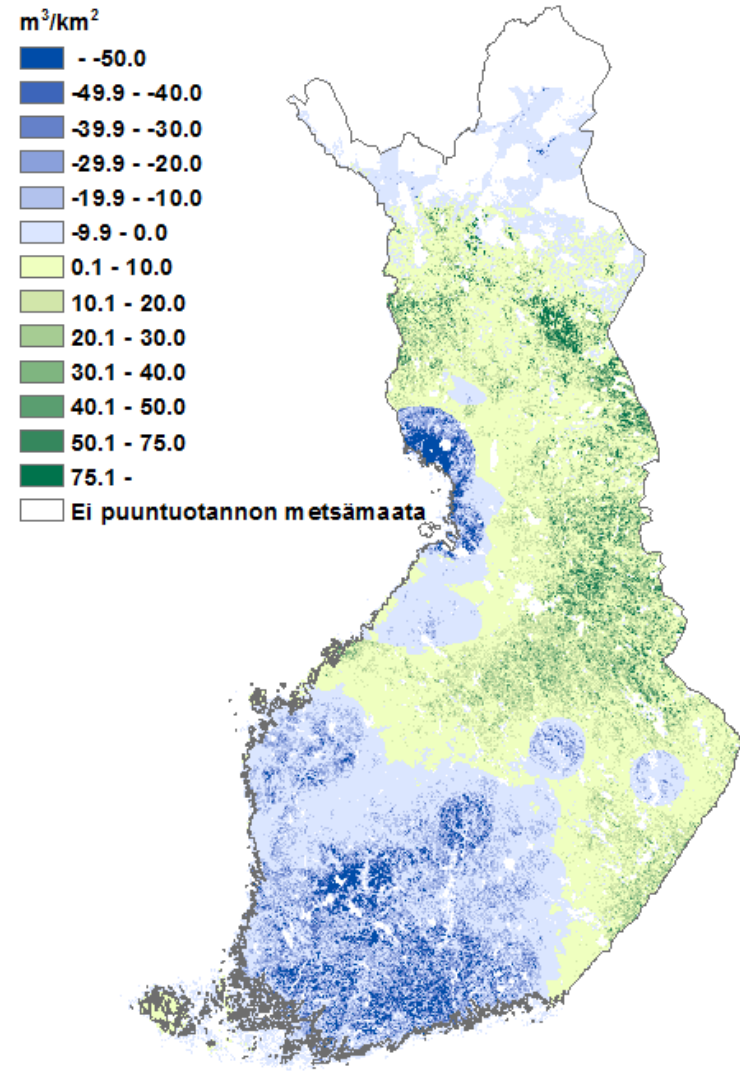 m³/km²
- -50.0
-49.9 - -40.0
-39.9 - -30.0
-29.9 - -20.0
-19.9 - -10.0
-9.9 - 0.0
0.1 - 10.0
10.1 - 20.0
20.1 - 30.0
30.1 - 40.0
40.1 - 50.0
50.1 - 75.0
75.1 -
Ei puuntuotannon metsämaata